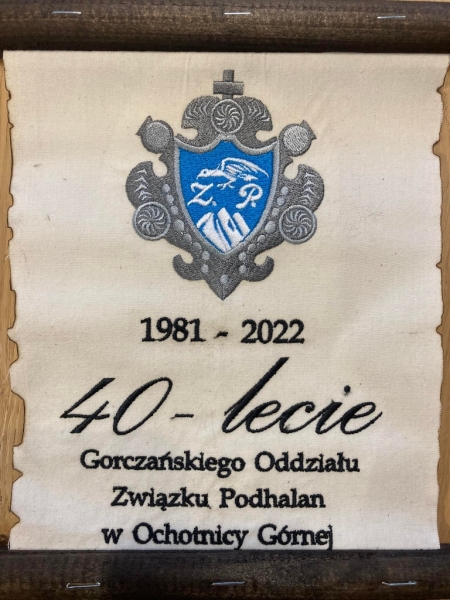 Z. P.
1981 - 2022
40 - lecie
Gorczańskiego Oddziału
Związku Podhalan
w Ochotnicy Górnej